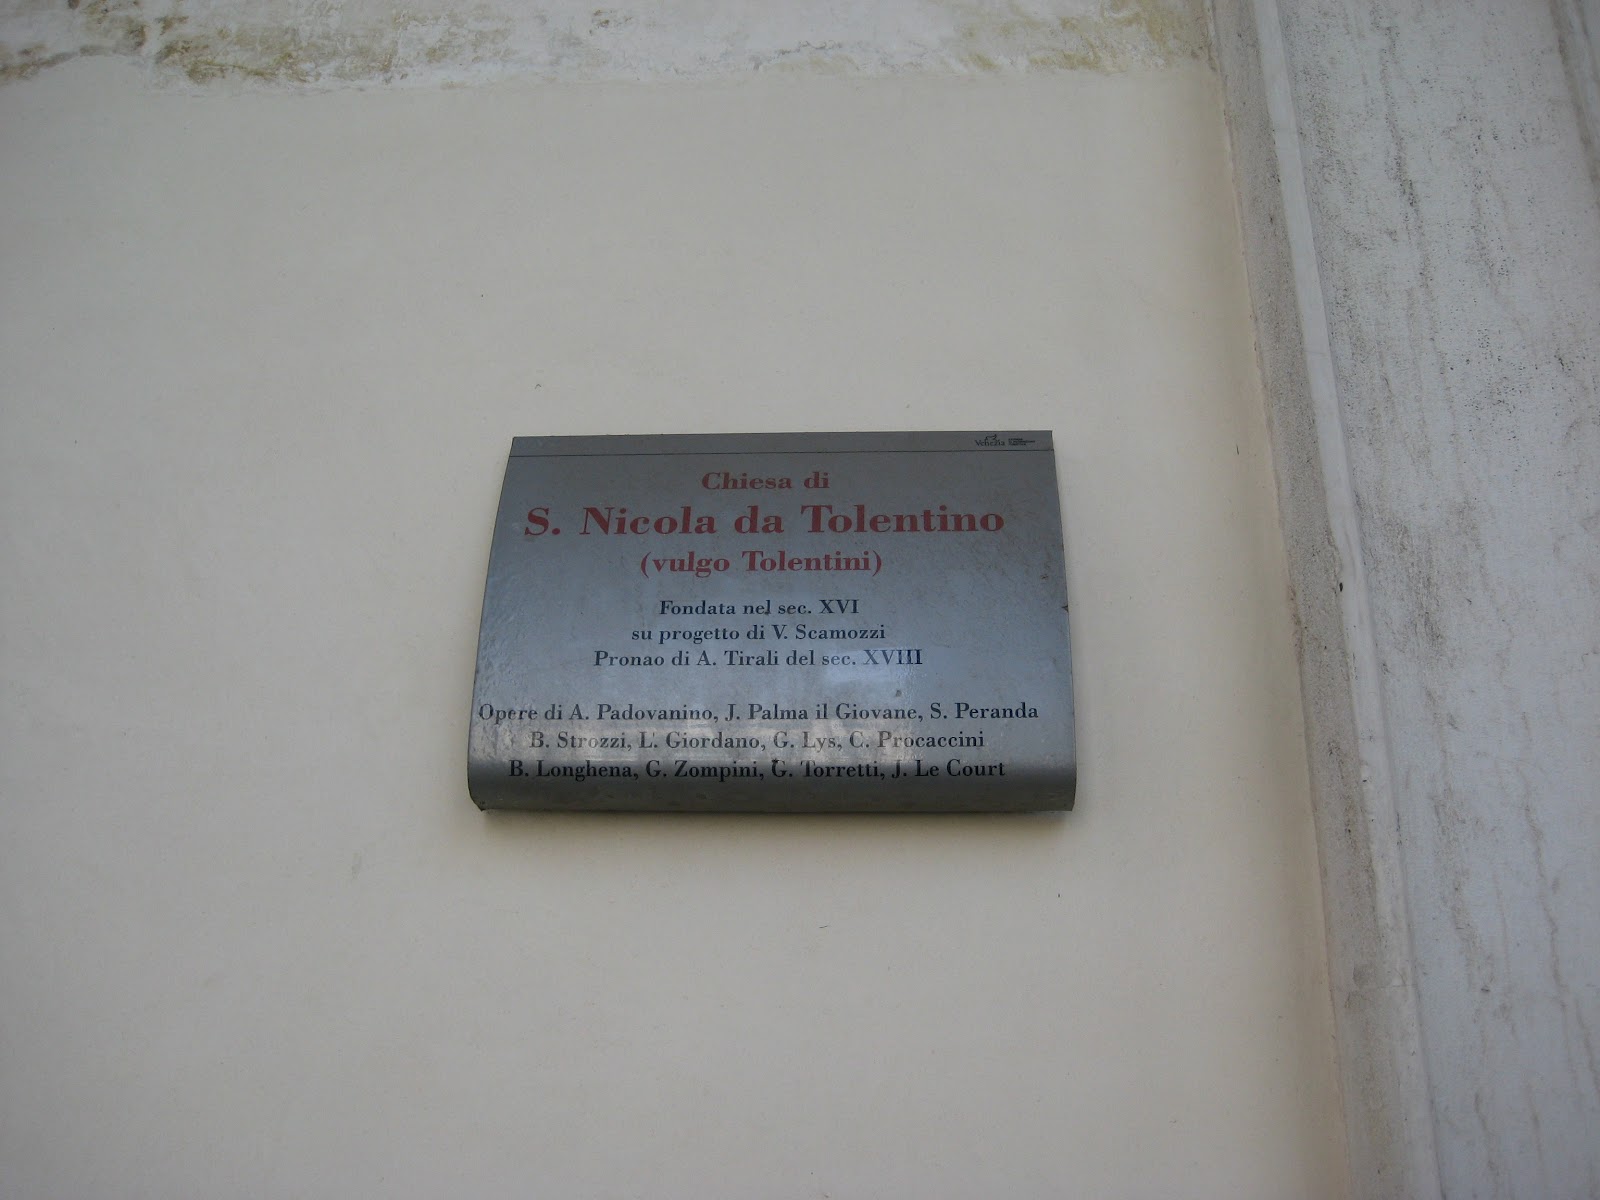 Venezia
Chiesa di
S. Nicola da Tolentino
(vulgo Tolentini)
Fondata nel sec. XVI
su progetto di V. Scamozzi
Pronao di A. Tirali del sec. XVIII
Opere di A. Padovanino, J. Palma il Giovane, S. Peranda
B. Strozzi, L. Giordano, G. Lys, C. Procaccini
B. Longhena, G. Zompini, G. Torretti, J. Le Court